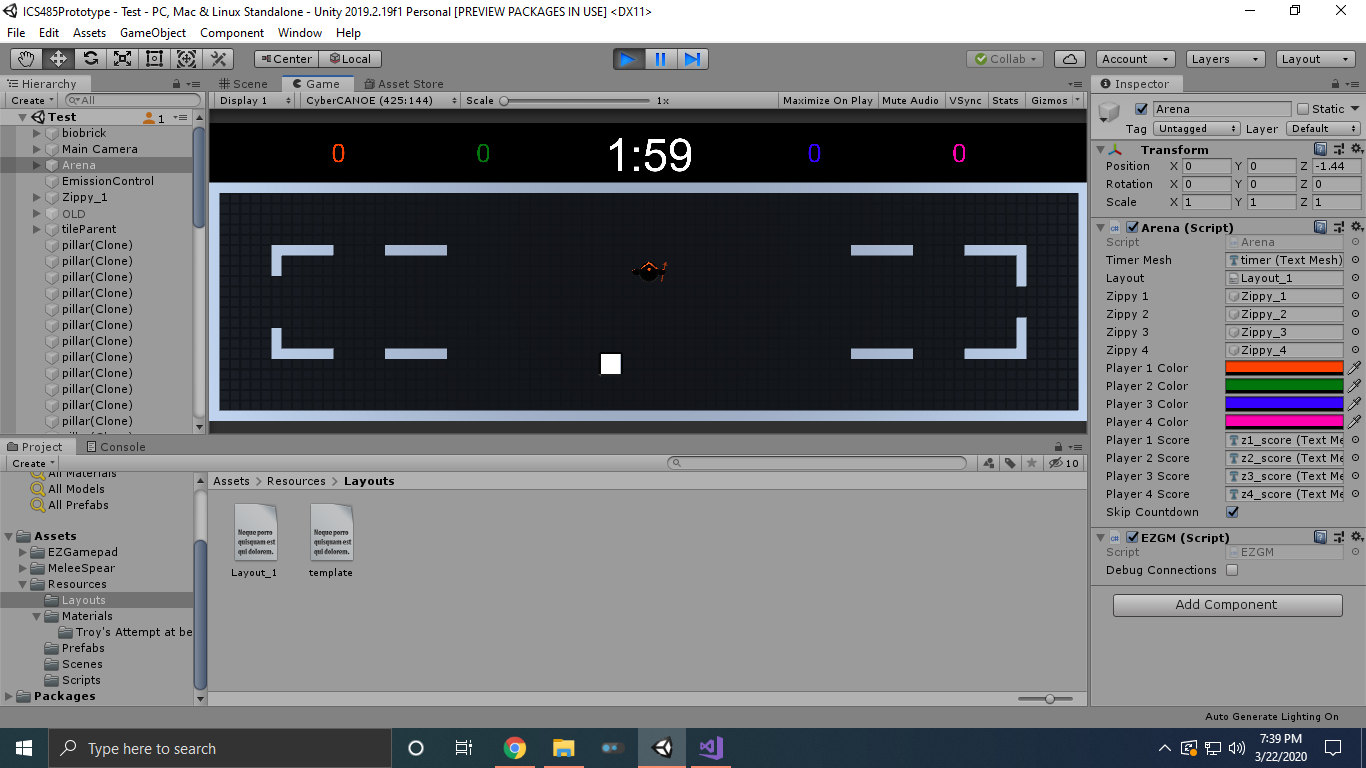 ICS485Prototype - Test - PC, Mac & Linux Standalone - Unity 2019.2.19f1 Personal [PREVIEW PACKAGES IN USE] <DX11>
File Edit Assets GameObject Component Window Help
Center Local Collab Account Layers Layout
Hierarchy
Create All
Test 1
biobrick
Main Camera
Arena
EmissionControl
Zippy_1
OLD
tileParent
pillar(Clone)
pillar(Clone)
pillar(Clone)
pillar(Clone)
pillar(Clone)
pillar(Clone)
pillar(Clone)
pillar(Clone)
pillar(Clone)
pillar(Clone)
pillar(Clone)
pillar(Clone)
Scene Game Asset Store
Display 1 CyberCANOE (425:144) Scale 1x Maximize On Play Mute Audio VSync Stats Gizmos
0 0 1:59 0 0
Inspector
Arena Static
Tag Untagged Layer Default
Transform
Position X 0 Y 0 Z -1.44
Rotation X 0 Y 0 Z 0
Scale X 1 Y 1 Z 1
Arena (Script)
Script Arena
Timer Mesh timer (Text Mesh)
Layout Layout_1
Zippy 1 Zippy_1
Zippy 2 Zippy_2
Zippy 3 Zippy_3
Zippy 4 Zippy_4
Player 1 Color
Player 2 Color
Player 3 Color
Player 4 Color
Player 1 Score z1_score (Text Me
Player 2 Score z2_score (Text Me
Player 3 Score z3_score (Text Me
Player 4 Score z4_score (Text Me
Skip Countdown
EZGM (Script)
Script EZGM
Debug Connections
Add Component
Project Console
Create 10
All Materials
All Models
All Prefabs
Assets
EZGamepad
MeleeSpear
Resources
Layouts
Materials
Troy's Attempt at be
Prefabs
Scenes
Scripts
Packages
Assets > Resources > Layouts
Neque porro
quisquam est
qui dolorem.
Layout_1
Neque porro
quisquam est
qui dolorem.
template
Auto Generate Lighting On
Type here to search
7:39 PM
3/22/2020